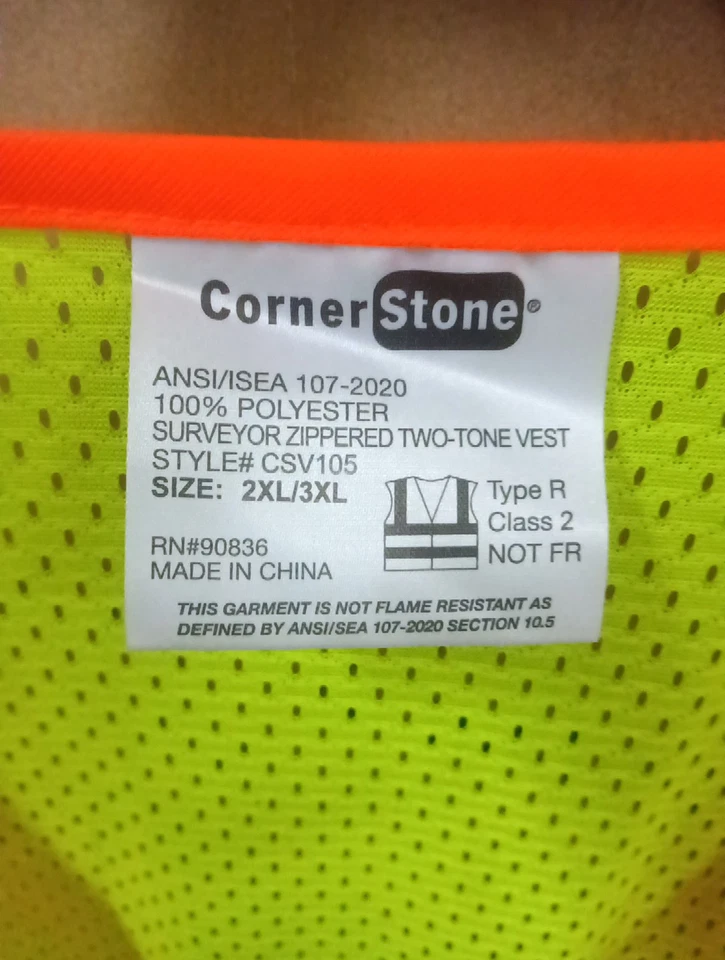 CornerStone®
ANSI/ISEA 107-2020
100% POLYESTER
SURVEYOR ZIPPERED TWO-TONE VEST
STYLE# CSV105
SIZE: 2XL/3XL
Type R
Class 2
NOT FR
RN#90836
MADE IN CHINA
THIS GARMENT IS NOT FLAME RESISTANT AS
DEFINED BY ANSI/SEA 107-2020 SECTION 10.5